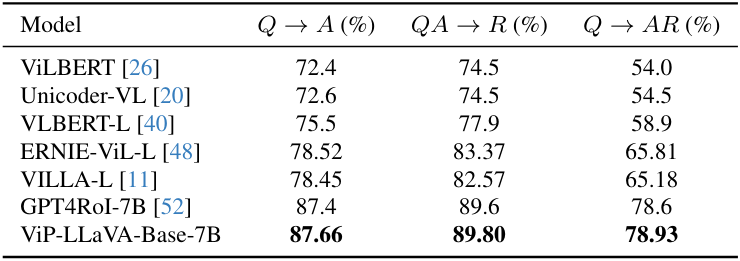 Model Q → A (%) QA → R (%) Q → AR (%)
ViLBERT [26] 72.4 74.5 54.0
Unicoder-VL [20] 72.6 74.5 54.5
VLBERT-L [40] 75.5 77.9 58.9
ERNIE-ViL-L [48] 78.52 83.37 65.81
VILLA-L [11] 78.45 82.57 65.18
GPT4RoI-7B [52] 87.4 89.6 78.6
ViP-LLaVA-Base-7B 87.66 89.80 78.93